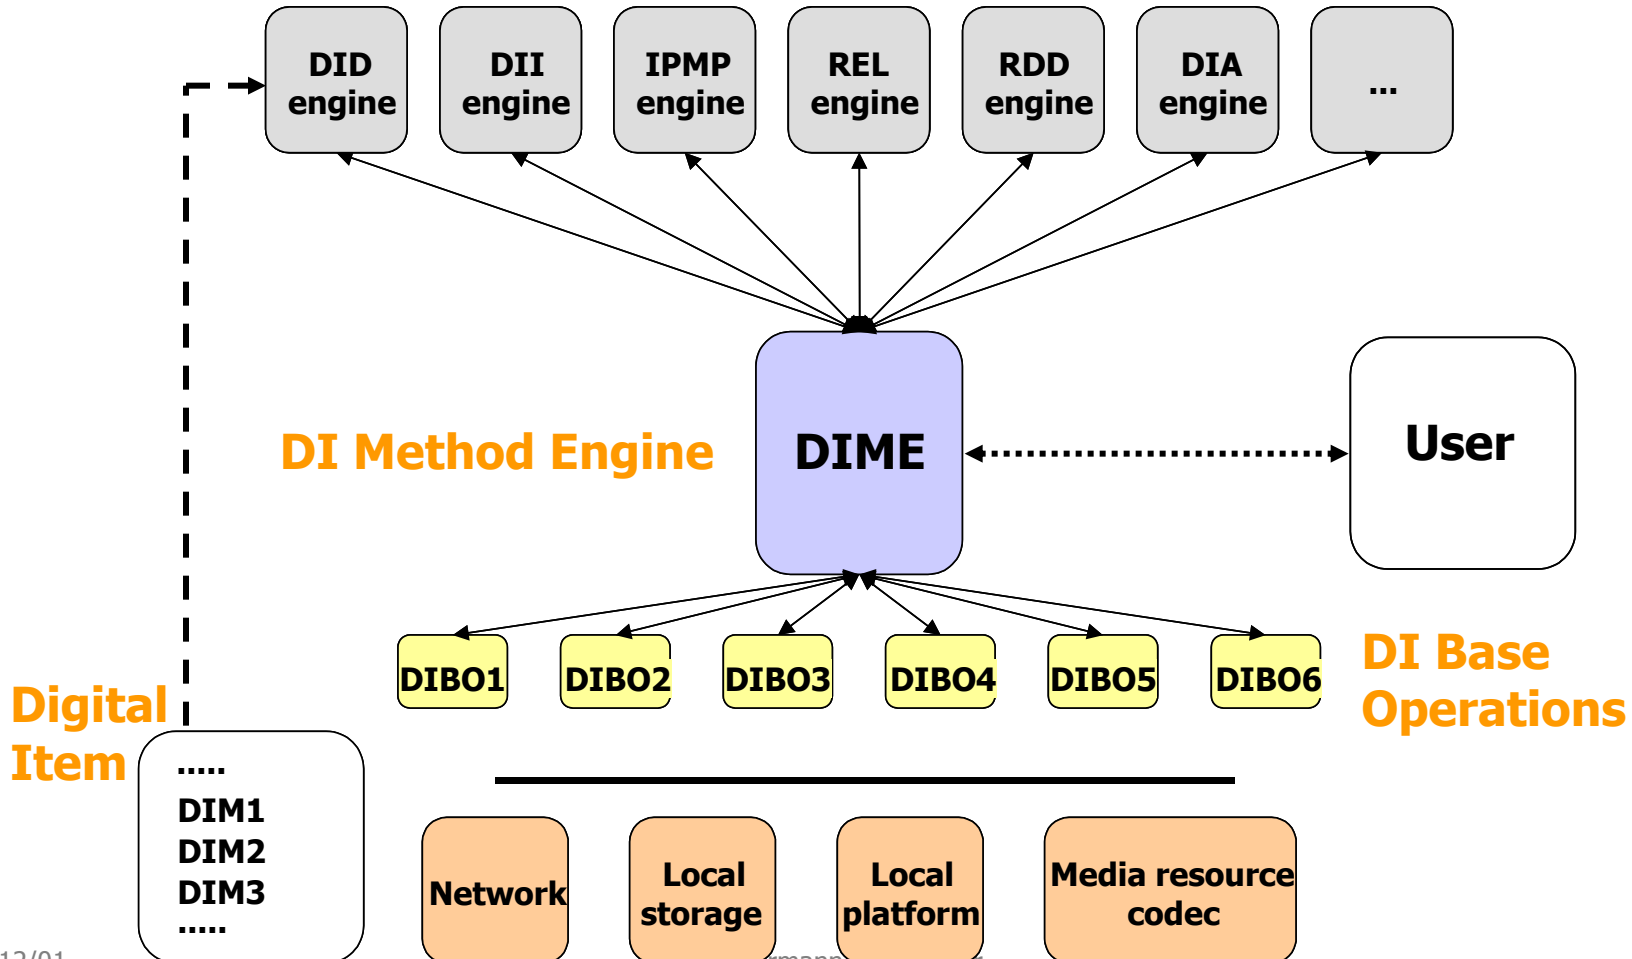 DID
engine
DII
engine
IPMP
engine
REL
engine
RDD
engine
DIA
engine
...
DI Method Engine
DIME
User
DIBO1
DIBO2
DIBO3
DIBO4
DIBO5
DIBO6
DI Base
Operations
Digital
Item
.....
DIM1
DIM2
DIM3
.....
Network
Local
storage
Local
platform
Media resource
codec